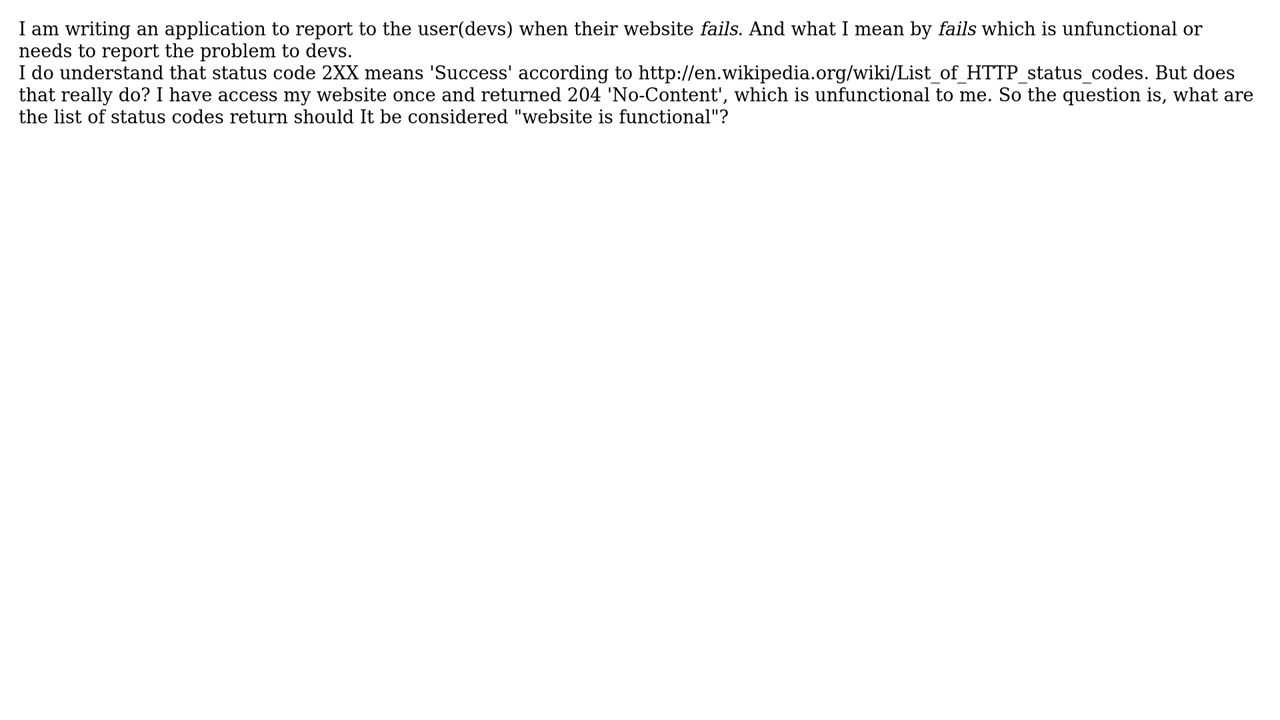 I am writing an application to report to the user(devs) when their website fails. And what I mean by fails which is unfunctional or
needs to report the problem to devs.
I do understand that status code 2XX means 'Success' according to http://en.wikipedia.org/wiki/List_of_HTTP_status_codes. But does
that really do? I have access my website once and returned 204 'No-Content', which is unfunctional to me. So the question is, what are
the list of status codes return should It be considered "website is functional"?